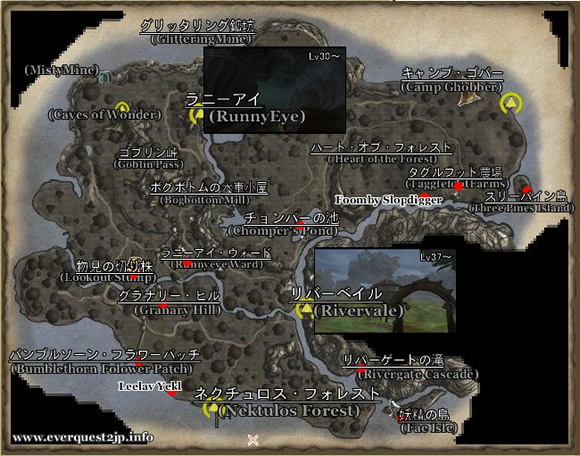 グリッタリング鉱坑
(GlitteringMine)
Lv30～
(MistyMine)
キャンプ・ゴバー
(Camp Ghobber)
(Caves of Wonder)
ラニーアイ
(RunnyEye)
ゴブリン峠
(Goblin Pass)
ハート・オブ・フォレスト
(Heart of the Forest)
タグルフット農場
(TagglefootFarms)
ボグボトムの水車小屋
(Bogbottom Mill)
Foomby Slopdigger
スリーパイン島
(Three Pines Island)
チョンパーの池
(Chomper's Pond)
ラニーアイ・ウォード
(Runnyeye Ward)
Lv37～
物見の切り株
(Lookout Stump)
グラナリー・ヒル
(Granary Hill)
リバーベイル
(Rivervale)
バンブルソーン・フラワーパッチ
(Bumblethorn Folower Patch)
リバーゲートの滝
(Rivergate Cascade)
Leelav Yekl
ネクチュロス・フォレスト
(Nektulos Forest)
妖精の島
(Fae Isle)
www.everquest2jp.info